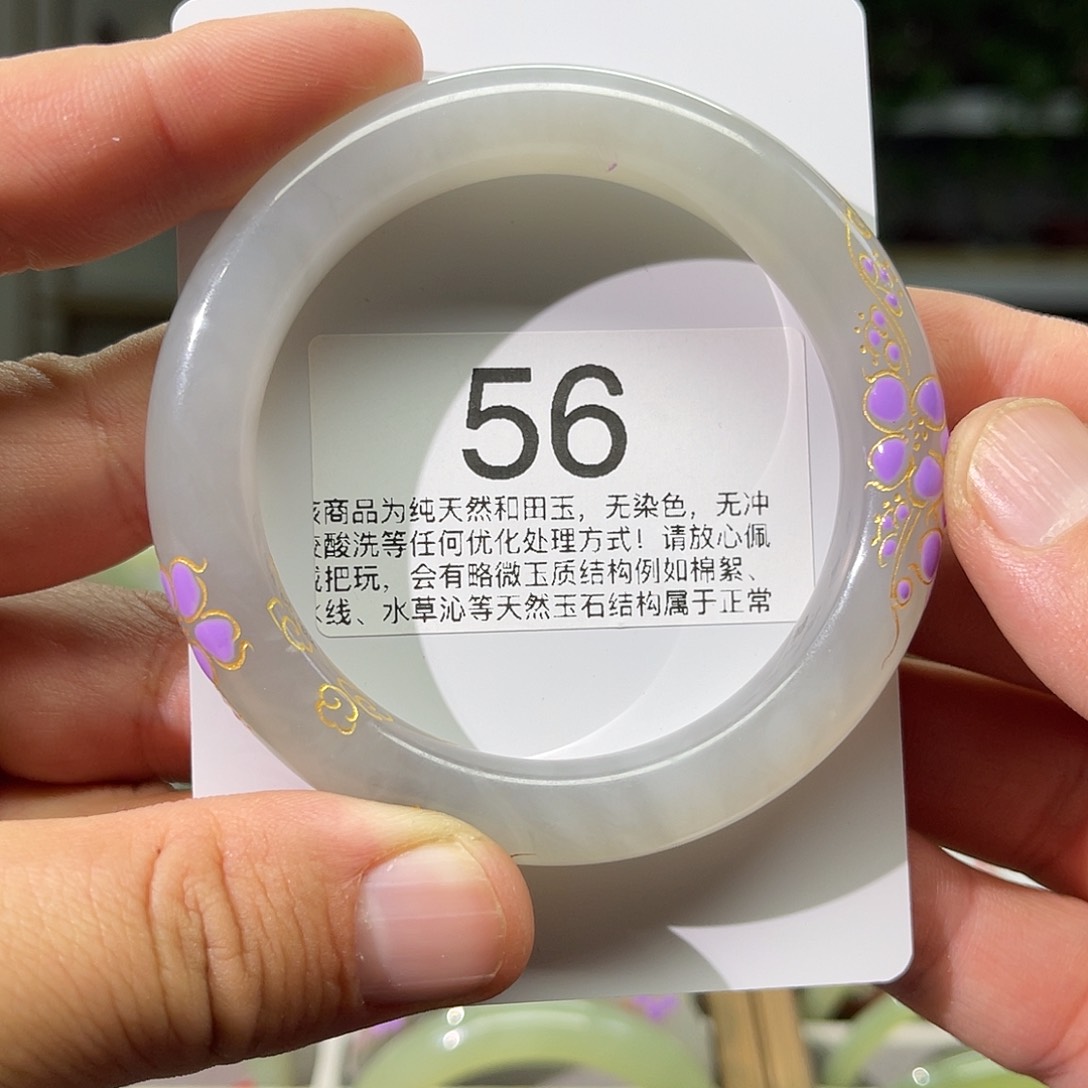 56
商品为纯天然和田玉，无染色，无冲
酸洗等任何优化处理方式！请放心佩
把玩，会有略微玉质结构例如棉絮、
线、水草沁等天然玉石结构属于正常